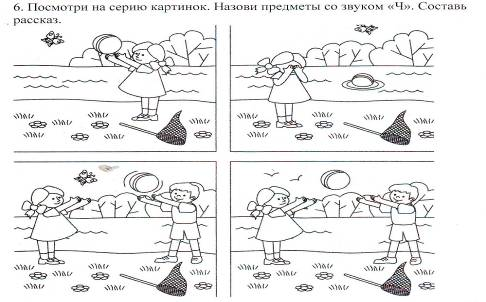 6. Посмотри на серию картинок. Назови предметы со звуком «Ч». Составь
рассказ.